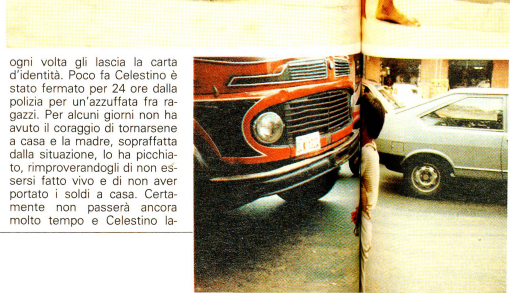 ogni volta gli lascia la carta
d'identità. Poco fa Celestino è
stato fermato per 24 ore dalla
polizia per un'azzuffata fra ra-
gazzi. Per alcuni giorni non ha
avuto il coraggio di tornarsene
a casa e la madre, sopraffatta
dalla situazione, lo ha picchia-
to, rimproverandogli di non es-
sersi fatto vivo e di non aver
portato i soldi a casa. Certa-
mente non passerà ancora
molto tempo e Celestino la-